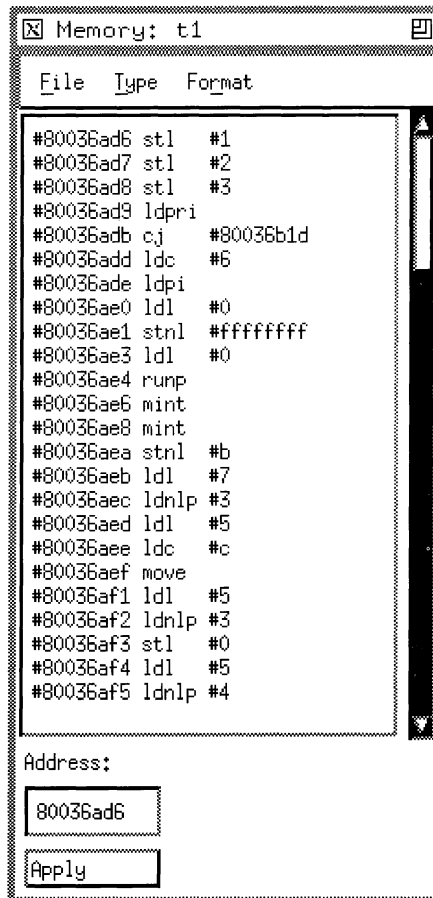 Memory: t1
File Type Format
#80036ad6 stl #1
#80036ad7 stl #2
#80036ad8 stl #3
#80036ad9 ldpri
#80036adb cj #80036b1d
#80036add ldc #6
#80036ade ldpi
#80036ae0 ldl #0
#80036ae1 stnl #ffffffff
#80036ae3 ldl #0
#80036ae4 runp
#80036ae6 mint
#80036ae8 mint
#80036aea stnl #b
#80036aeb ldl #7
#80036aec ldnlp #3
#80036aed ldl #5
#80036aee ldc #c
#80036aef move
#80036af1 ldl #5
#80036af2 ldnlp #3
#80036af3 stl #0
#80036af4 ldl #5
#80036af5 ldnlp #4
Address:
80036ad6
Apply